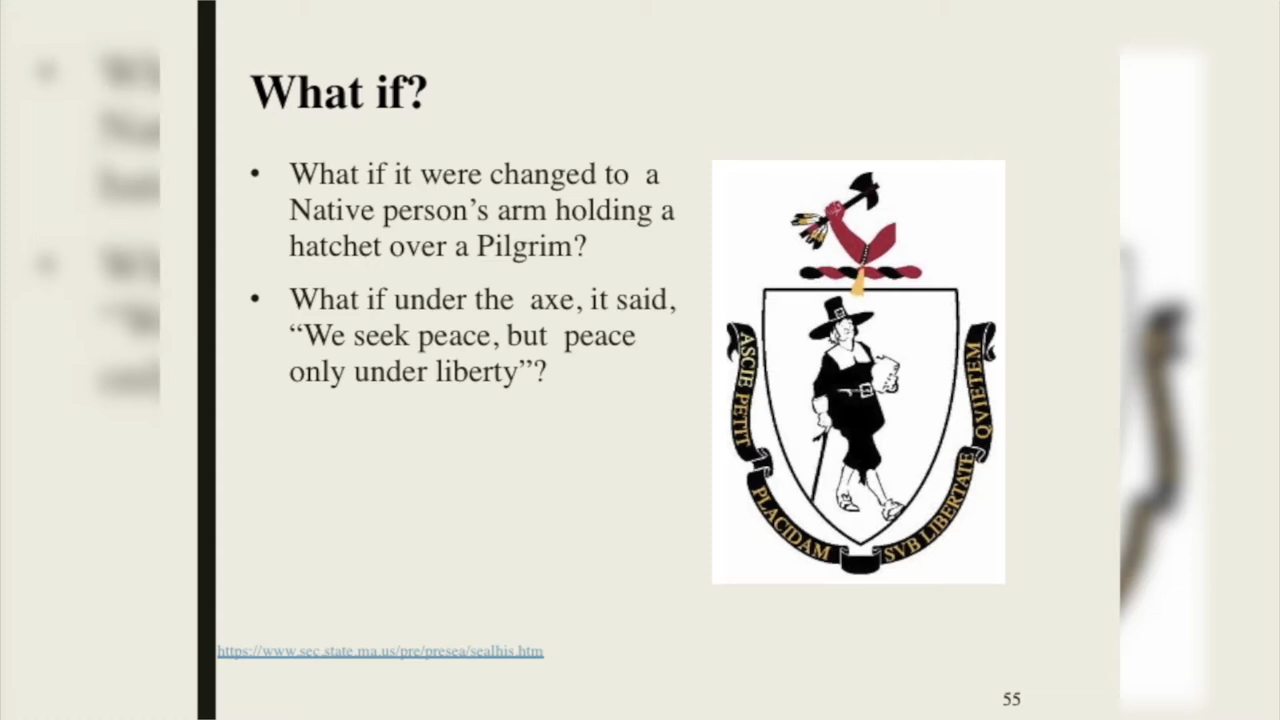 What if?
• What if it were changed to  a
Native person’s arm holding a
hatchet over a Pilgrim?
• What if under the  axe, it said,
“We seek peace, but  peace
only under liberty”?
ASCIE PETIT
PLACIDAM
SVB LIBERTATE
QVIETEM
https://www.sec.state.ma.us/pre/presea/sealhis.htm
55